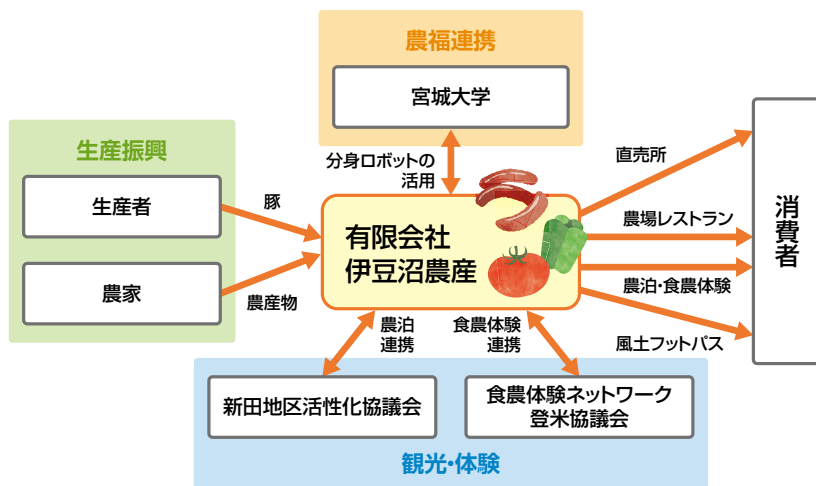 農福連携
宮城大学
分身ロボットの
活用
生産振興
生産者
農家
豚
農産物
有限会社
伊豆沼農産
直売所
農場レストラン
農泊・食農体験
風土フットパス
消費者
農泊
連携
食農体験
連携
新田地区活性化協議会
食農体験ネットワーク
登米協議会
観光・体験